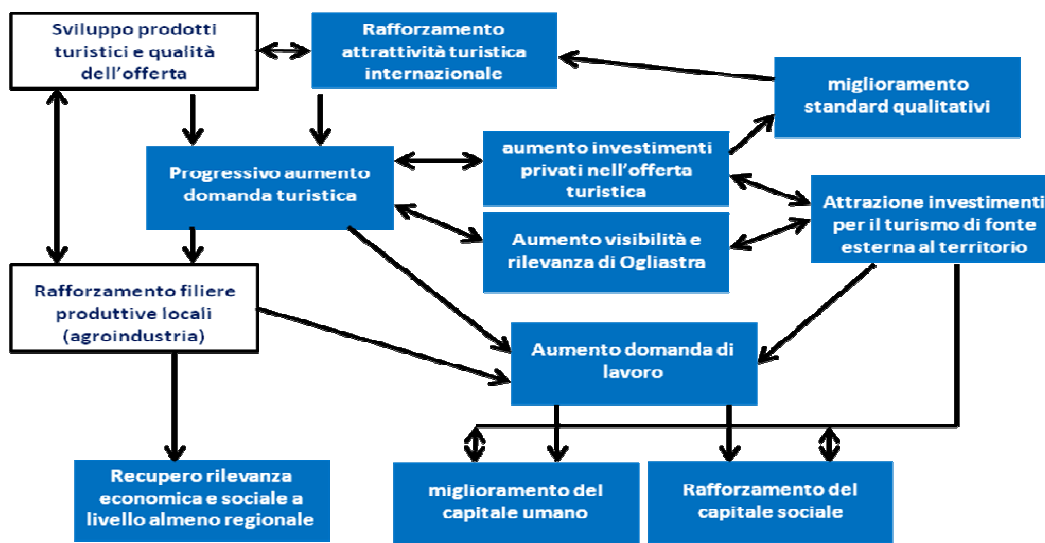 Sviluppo prodotti
turistici e qualità
dell'offerta
Rafforzamento
attrattività turistica
internazionale
miglioramento
standard qualitativi
Progressivo aumento
domanda turistica
aumento investimenti
privati nell'offerta
turistica
Attrazione investimenti
per il turismo di fonte
esterna al territorio
Aumento visibilità e
rilevanza di Ogliastra
Rafforzamento filiere
produttive locali
(agroindustria)
Aumento domanda di
lavoro
Recupero rilevanza
economica e sociale a
livello almeno regionale
miglioramento del
capitale umano
Rafforzamento del
capitale sociale